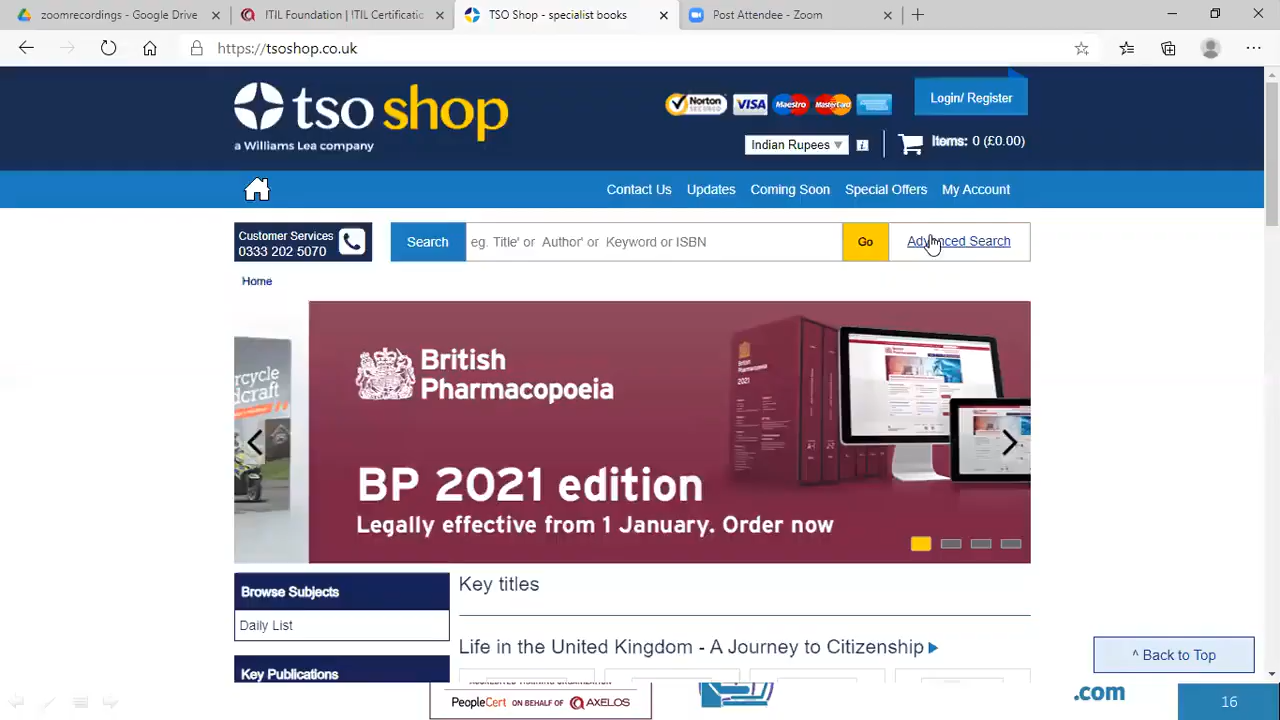 zoomrecordings - Google Drive
ITIL Foundation | !TIL Certificatio
TSO Shop - specialist books
Post Attendee - Zoom
https://tsoshop.co.uk
tso shop
a Williams Lea company
Norton
SECURED
VISA
Maestro
MasterCard
Login/ Register
Indian Rupees
i
Items: 0 (£0.00)
Contact Us
Updates
Coming Soon
Special Offers
My Account
Customer Services
0333 202 5070
Search
eg. Title' or Author' or Keyword or ISBN
Go
Advanced Search
Home
British
Pharmacopoeia
BP 2021 edition
Legally effective from 1 January. Order now
Browse Subjects
Daily List
Key Publications
Key titles
Life in the United Kingdom - A Journey to Citizenship
^ Back to Top
ACCREDITED TRAINING ORGANIZATION
PeopleCert ON BEHALF OF AXELOS
.com
16